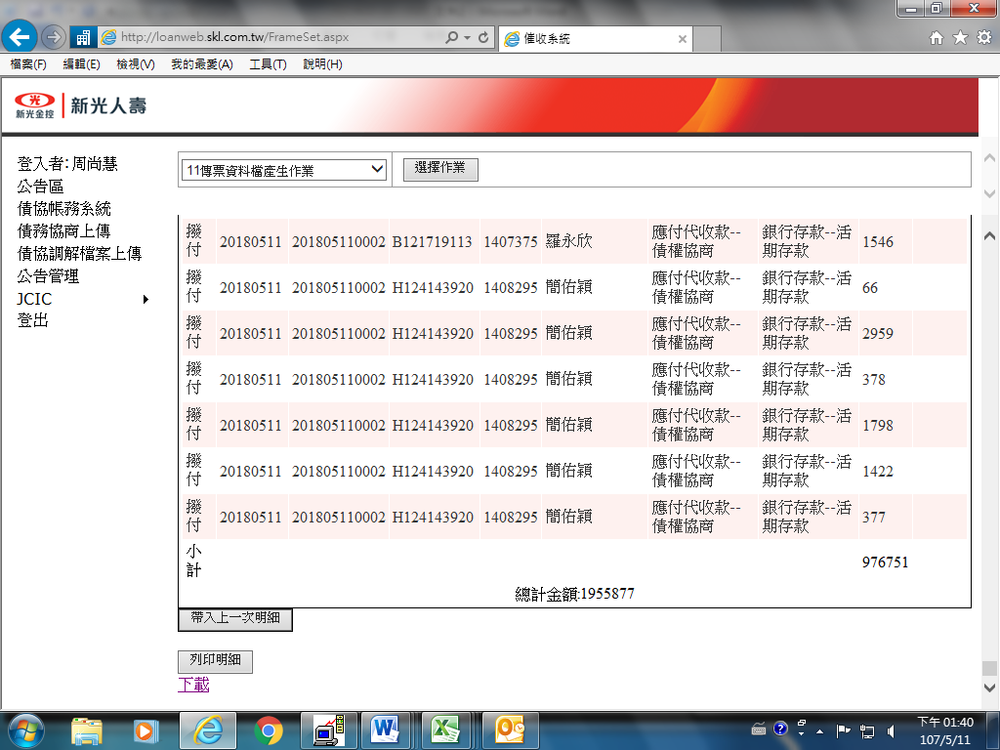 http://loanweb.skl.com.tw/FrameSet.aspx
催收系統
檔案(F) 編輯(E) 檢視(V) 我的最愛(A) 工具(T) 說明(H)
新光金控 新光人壽
登入者: 周尚慧
公告區
債協帳務系統
債務協商上傳
債協調解檔案上傳
公告管理
JCIC
登出
11傳票資料檔產生作業 選擇作業
撥付 20180511 201805110002 B121719113 1407375 羅永欣 應付代收款--債權協商 銀行存款--活期存款 1546
撥付 20180511 201805110002 H124143920 1408295 簡佑穎 應付代收款--債權協商 銀行存款--活期存款 66
撥付 20180511 201805110002 H124143920 1408295 簡佑穎 應付代收款--債權協商 銀行存款--活期存款 2959
撥付 20180511 201805110002 H124143920 1408295 簡佑穎 應付代收款--債權協商 銀行存款--活期存款 378
撥付 20180511 201805110002 H124143920 1408295 簡佑穎 應付代收款--債權協商 銀行存款--活期存款 1798
撥付 20180511 201805110002 H124143920 1408295 簡佑穎 應付代收款--債權協商 銀行存款--活期存款 1422
撥付 20180511 201805110002 H124143920 1408295 簡佑穎 應付代收款--債權協商 銀行存款--活期存款 377
小計 976751
總計金額:1955877
帶入上一次明細
列印明細
下載
下午 01:40
107/5/11